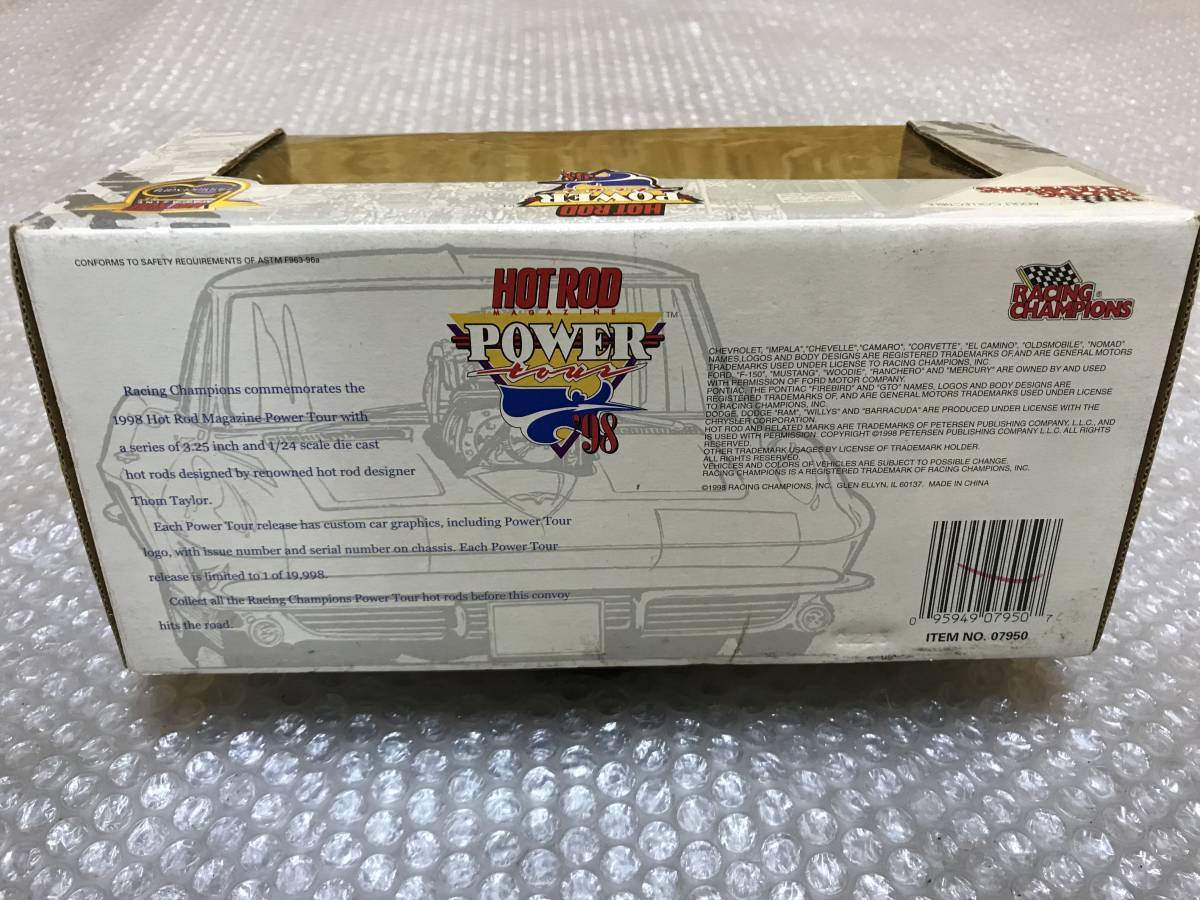 HOT ROD
POWER
'98
RACING
CHAMPIONS
CONFORMS TO SAFETY REQUIREMENTS OF ASTM F963-96a
HOT ROD
MAGAZINE
POWER
TM
tour
'98
RACING
CHAMPIONS®
Racing Champions commemorates the
1998 Hot Rod Magazine Power Tour with
a series of 3.25 inch and 1/24 scale die cast
hot rods designed by renowned hot rod designer
Thom Taylor.
Each Power Tour release has custom car graphics, including Power Tour
logo, with issue number and serial number on chassis. Each Power Tour
release is limited to 1 of 19,998.
Collect all the Racing Champions Power Tour hot rods before this convoy
hits the road.
CHEVROLET, "IMPALA","CHEVELLE","CAMARO", "CORVETTE", "EL CAMINO", "OLDSMOBILE", "NOMAD"
NAMES,LOGOS AND BODY DESIGNS ARE REGISTERED TRADEMARKS OF,AND ARE GENERAL MOTORS
TRADEMARKS USED UNDER LICENSE TO RACING CHAMPIONS, INC.
FORD, "F-150", "MUSTANG", "WOODIE", "RANCHERO" AND "MERCURY" ARE OWNED BY AND USED
WITH PERMISSION OF FORD MOTOR COMPANY.
PONTIAC, THE PONTIAC "FIREBIRD" AND "GTO" NAMES, LOGOS AND BODY DESIGNS ARE
REGISTERED TRADEMARKS OF, AND ARE GENERAL MOTORS TRADEMARKS USED UNDER LICENSE
TO RACING CHAMPIONS, INC.
DODGE, DODGE "RAM", "WILLYS" AND "BARRACUDA" ARE PRODUCED UNDER LICENSE WITH THE
CHRYSLER CORPORATION
HOT ROD AND RELATED MARKS ARE TRADEMARKS OF PETERSEN PUBLISHING COMPANY, L.L.C., AND
IS USED WITH PERMISSION. COPYRIGHT ©1998 PETERSEN PUBLISHING COMPANY L.L.C. ALL RIGHTS
RESERVED.
OTHER TRADEMARK USAGES BY LICENSE OF TRADEMARK HOLDER.
ALL RIGHTS RESERVED.
VEHICLES AND COLORS OF VEHICLES ARE SUBJECT TO POSSIBLE CHANGE.
RACING CHAMPIONS IS A REGISTERED TRADEMARK OF RACING CHAMPIONS, INC.
©1998 RACING CHAMPIONS, INC. GLEN ELLYN, IL 60137. MADE IN CHINA
0 95949 07950 7
ITEM NO. 07950